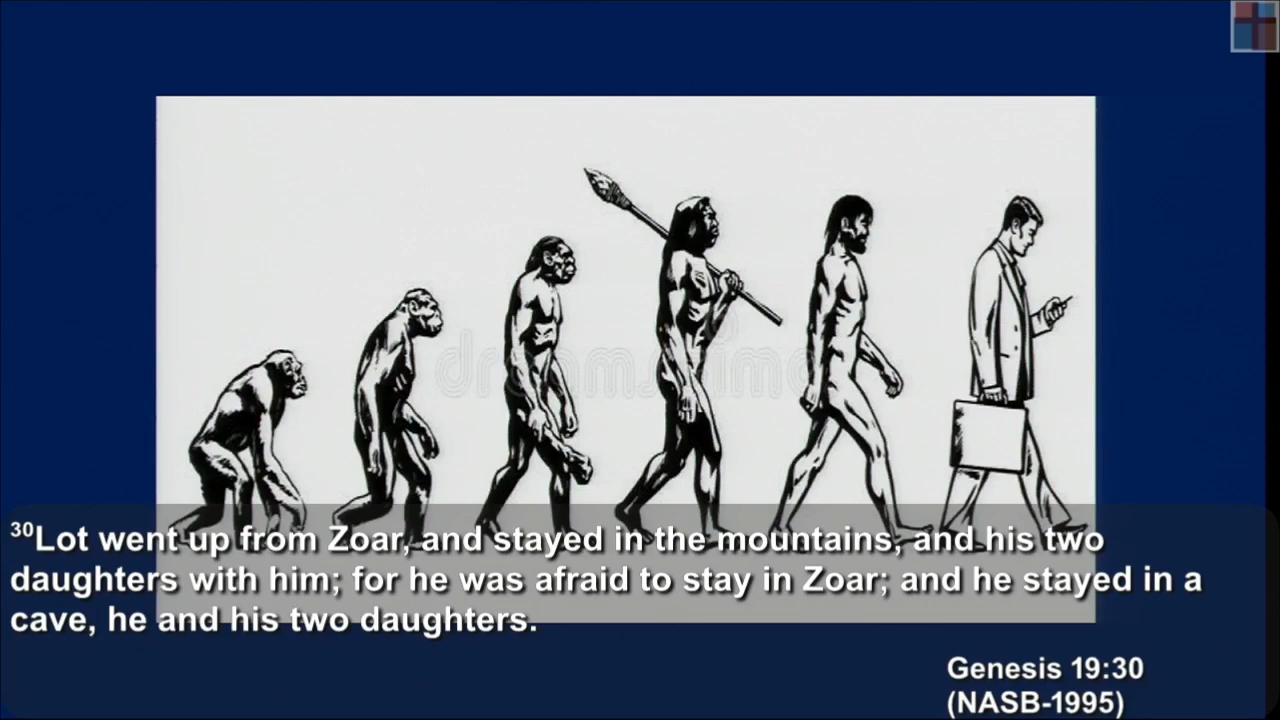 dreamstime
³⁰Lot went up from Zoar, and stayed in the mountains, and his two
daughters with him; for he was afraid to stay in Zoar; and he stayed in a
cave, he and his two daughters.
Genesis 19:30
(NASB-1995)